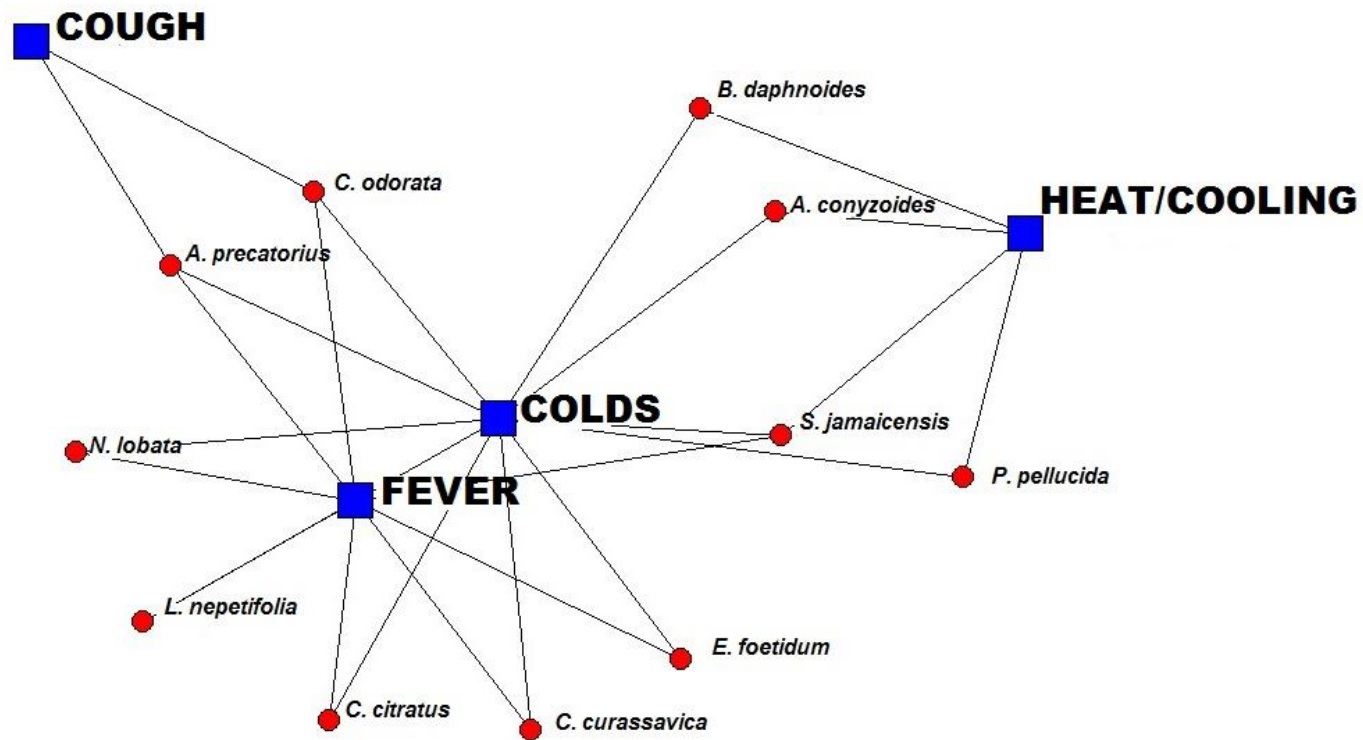 COUGH
B. daphnoides
C. odorata
A. conyzoides
HEAT/COOLING
A. precatorius
COLDS
S. jamaicensis
N. lobata
P. pellucida
FEVER
L. nepetifolia
E. foetidum
C. citratus
C. curassavica